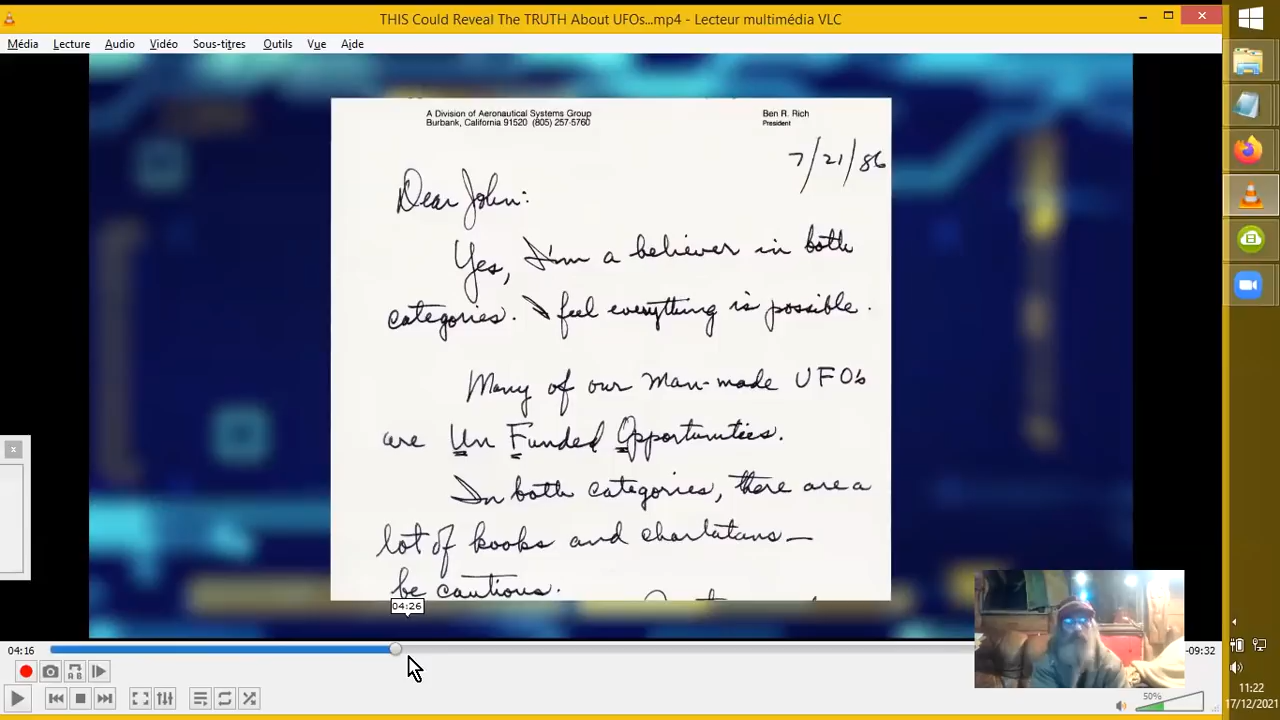 THIS Could Reveal The TRUTH About UFOs...mp4 - Lecteur multimédia VLC
Média Lecture Audio Vidéo Sous-titres Outils Vue Aide
A Division of Aeronautical Systems Group
Burbank, California 91520 (805) 257-5760
Ben R. Rich
President
7/21/86
Dear John:
Yes, I'm a believer in both
categories. I feel everything is possible.
Many of our Man-made UFO's
are Un Funded Opportunities.
In both categories, there are a
lot of kooks and charlatans—
be cautious.
04:26
04:16
-09:32
50%
11:22
17/12/2021